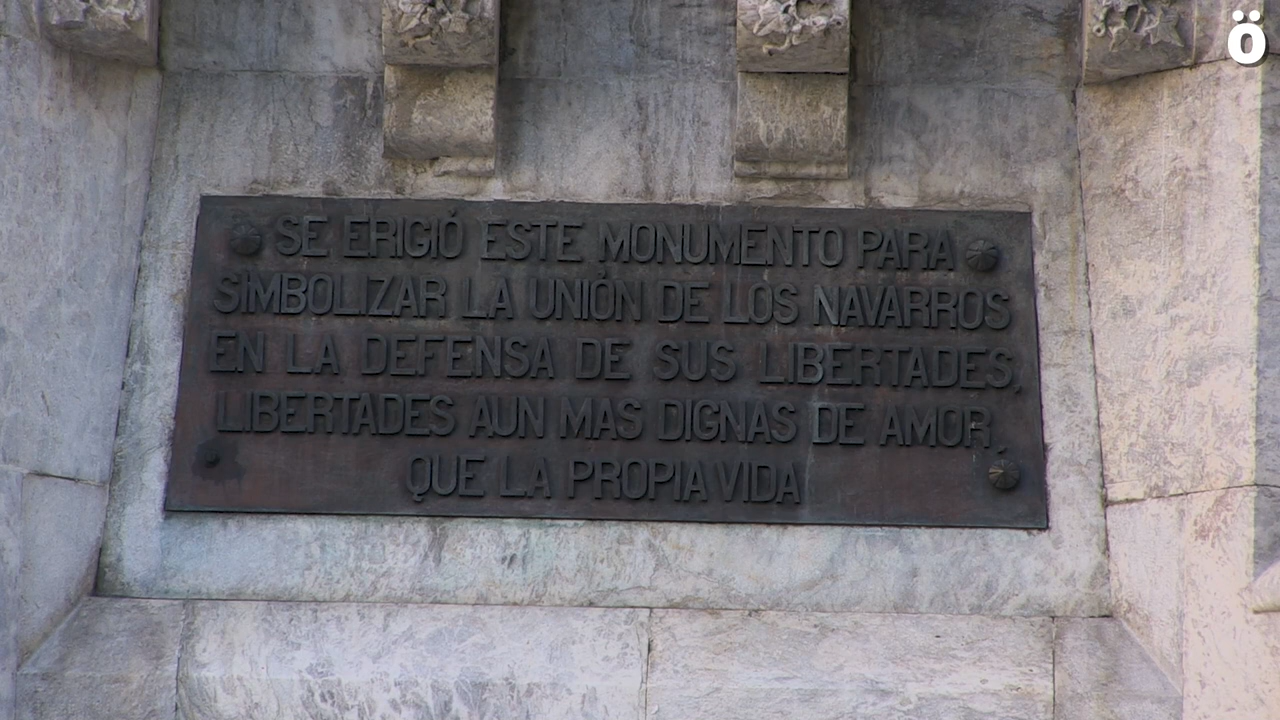 ö
SE ERIGIÓ ESTE MONUMENTO PARA
SIMBOLIZAR LA UNIÓN DE LOS NAVARROS
EN LA DEFENSA DE SUS LIBERTADES,
LIBERTADES AUN MAS DIGNAS DE AMOR,
QUE LA PROPIA VIDA